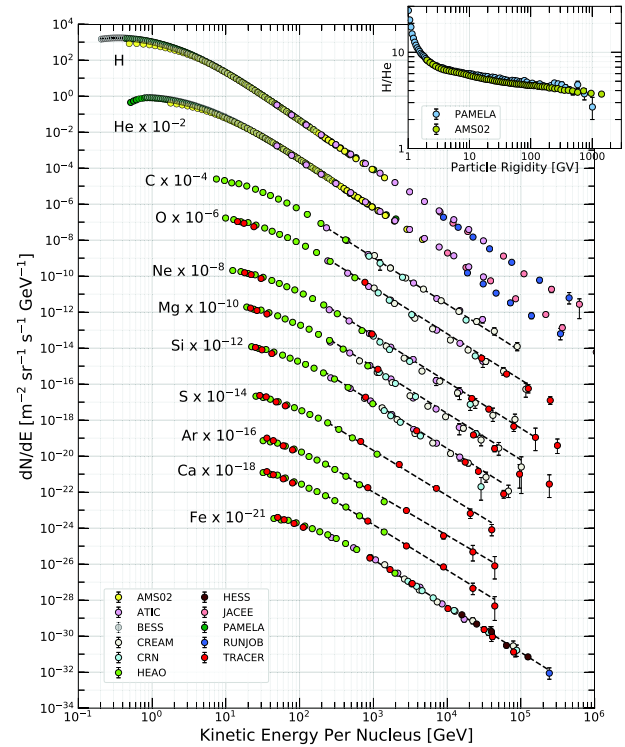 10^4
10^2
10^0
10^-2
10^-4
10^-6
10^-8
10^-10
10^-12
10^-14
10^-16
10^-18
10^-20
10^-22
10^-24
10^-26
10^-28
10^-30
10^-32
10^-34
dN/dE [m^-2 sr^-1 s^-1 GeV^-1]
H
He x 10^-2
C x 10^-4
O x 10^-6
Ne x 10^-8
Mg x 10^-10
Si x 10^-12
S x 10^-14
Ar x 10^-16
Ca x 10^-18
Fe x 10^-21
H/He
10
1
PAMELA
AMS02
1 10 100 1000
Particle Rigidity [GV]
AMS02
ATIC
BESS
CREAM
CRN
HEAO
HESS
JACEE
PAMELA
RUNJOB
TRACER
10^-1 10^0 10^1 10^2 10^3 10^4 10^5 10^6
Kinetic Energy Per Nucleus [GeV]